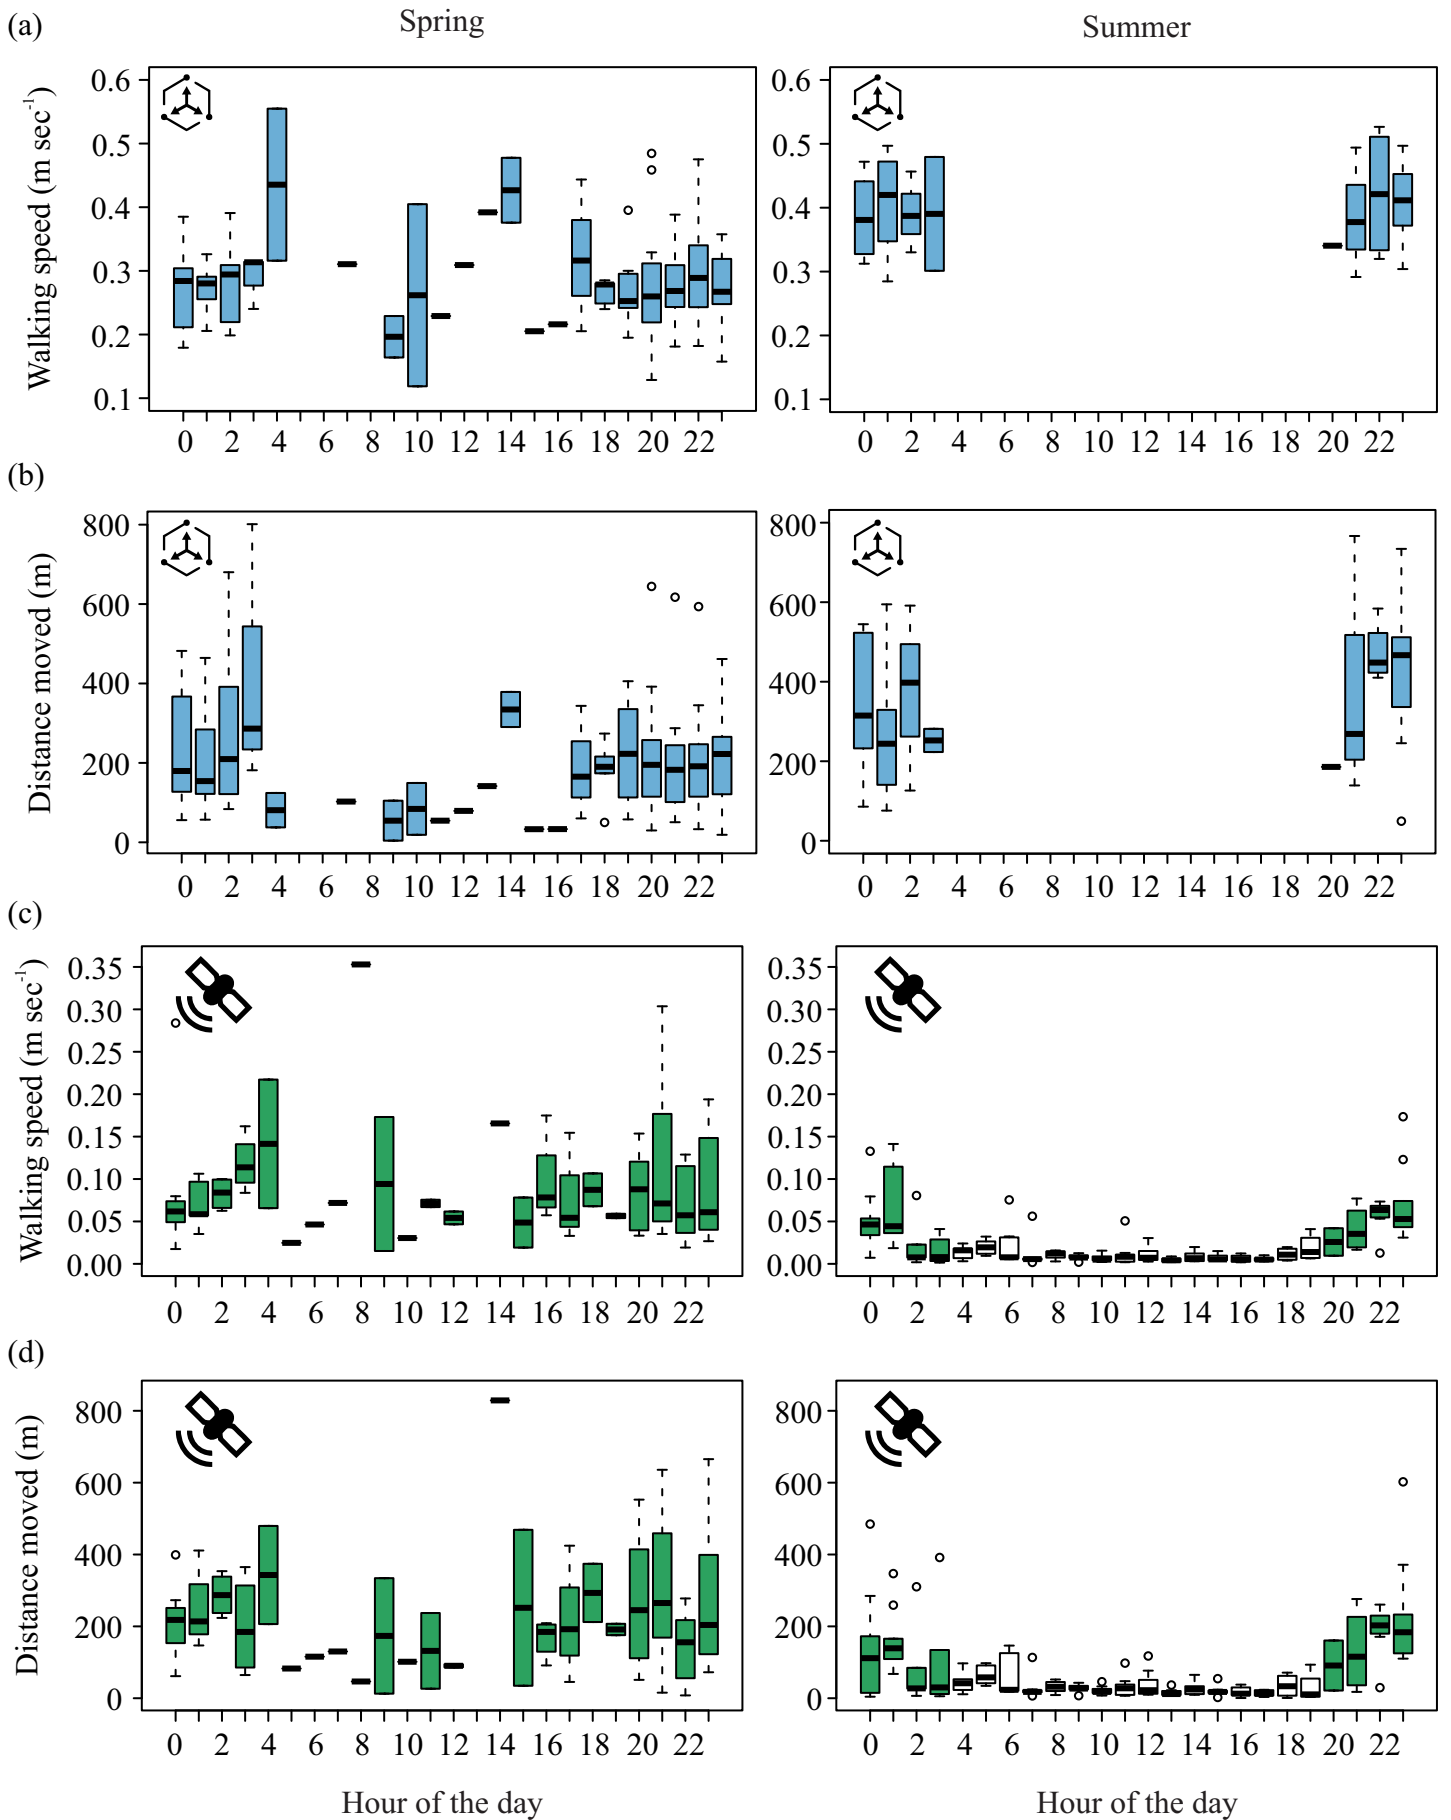 (a)
Spring
Summer
Walking speed (m sec⁻¹)
0.6 0.5 0.4 0.3 0.2 0.1
0 2 4 6 8 10 12 14 16 18 20 22
0.6 0.5 0.4 0.3 0.2 0.1
0 2 4 6 8 10 12 14 16 18 20 22
(b)
Distance moved (m)
800 600 400 200 0
0 2 4 6 8 10 12 14 16 18 20 22
800 600 400 200 0
0 2 4 6 8 10 12 14 16 18 20 22
(c)
Walking speed (m sec⁻¹)
0.35 0.30 0.25 0.20 0.15 0.10 0.05 0.00
0 2 4 6 8 10 12 14 16 18 20 22
0.35 0.30 0.25 0.20 0.15 0.10 0.05 0.00
0 2 4 6 8 10 12 14 16 18 20 22
(d)
Distance moved (m)
800 600 400 200 0
0 2 4 6 8 10 12 14 16 18 20 22
800 600 400 200 0
0 2 4 6 8 10 12 14 16 18 20 22
Hour of the day
Hour of the day